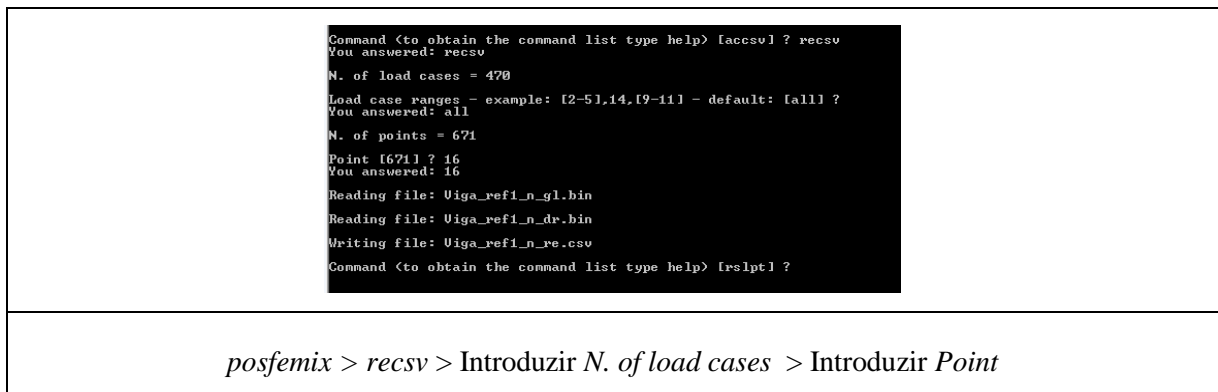 Command (to obtain the command list type help) [accsv] ? recsv
You answered: recsv
N. of load cases = 470
Load case ranges - example: [2-5],14,[9-11] - default: [all] ?
You answered: all
N. of points = 671
Point [671] ? 16
You answered: 16
Reading file: Viga_ref1_n_gl.bin
Reading file: Viga_ref1_n_dr.bin
Writing file: Viga_ref1_n_re.csv
Command (to obtain the command list type help) [rslpt] ?
posfemix > recsv > Introduzir N. of load cases > Introduzir Point